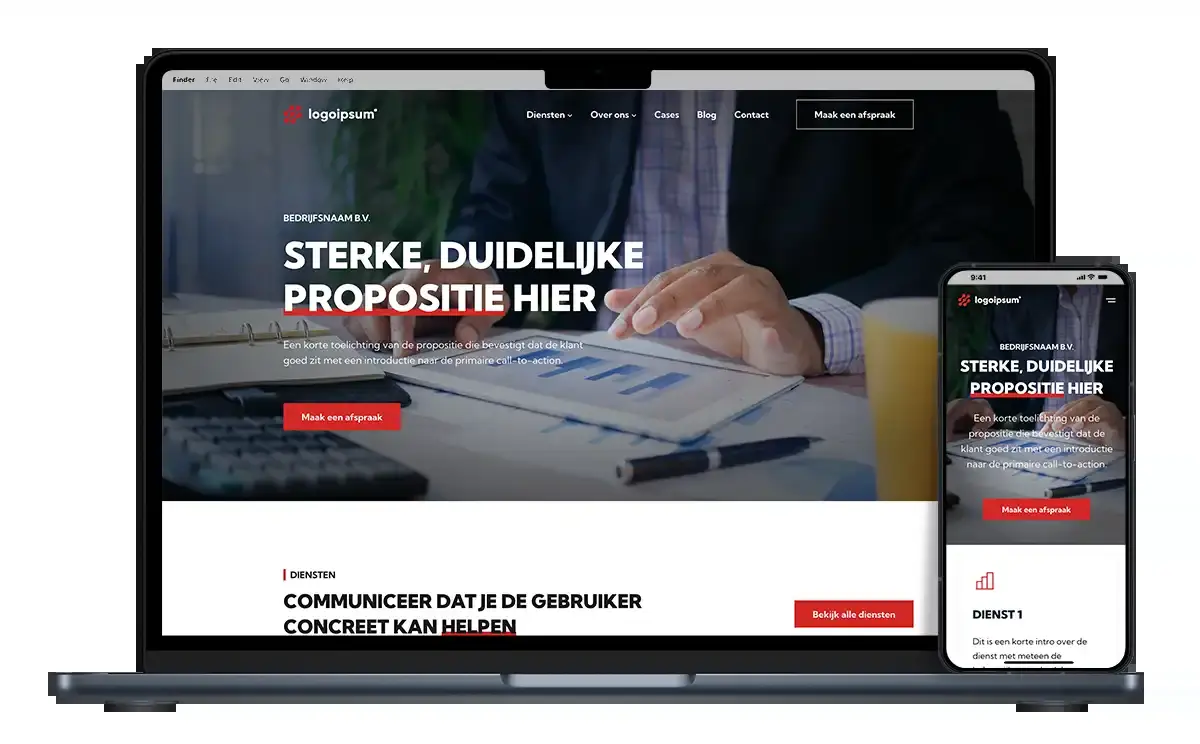 Finder File Edit View Go Window Help
logoipsum
Diensten Over ons Cases Blog Contact Maak een afspraak
BEDRIJFSNAAM B.V.
STERKE, DUIDELIJKE
PROPOSITIE HIER
Een korte toelichting van de propositie die bevestigt dat de klant
goed zit met een introductie naar de primaire call-to-action.
Maak een afspraak
DIENSTEN
COMMUNICEER DAT JE DE GEBRUIKER
CONCREET KAN HELPEN
Bekijk alle diensten
9:41
logoipsum
BEDRIJFSNAAM B.V.
STERKE, DUIDELIJKE
PROPOSITIE HIER
Een korte toelichting van de
propositie die bevestigt dat de
klant goed zit met een introductie
naar de primaire call-to-action.
Maak een afspraak
DIENST 1
Dit is een korte intro over de
dienst met meteen de